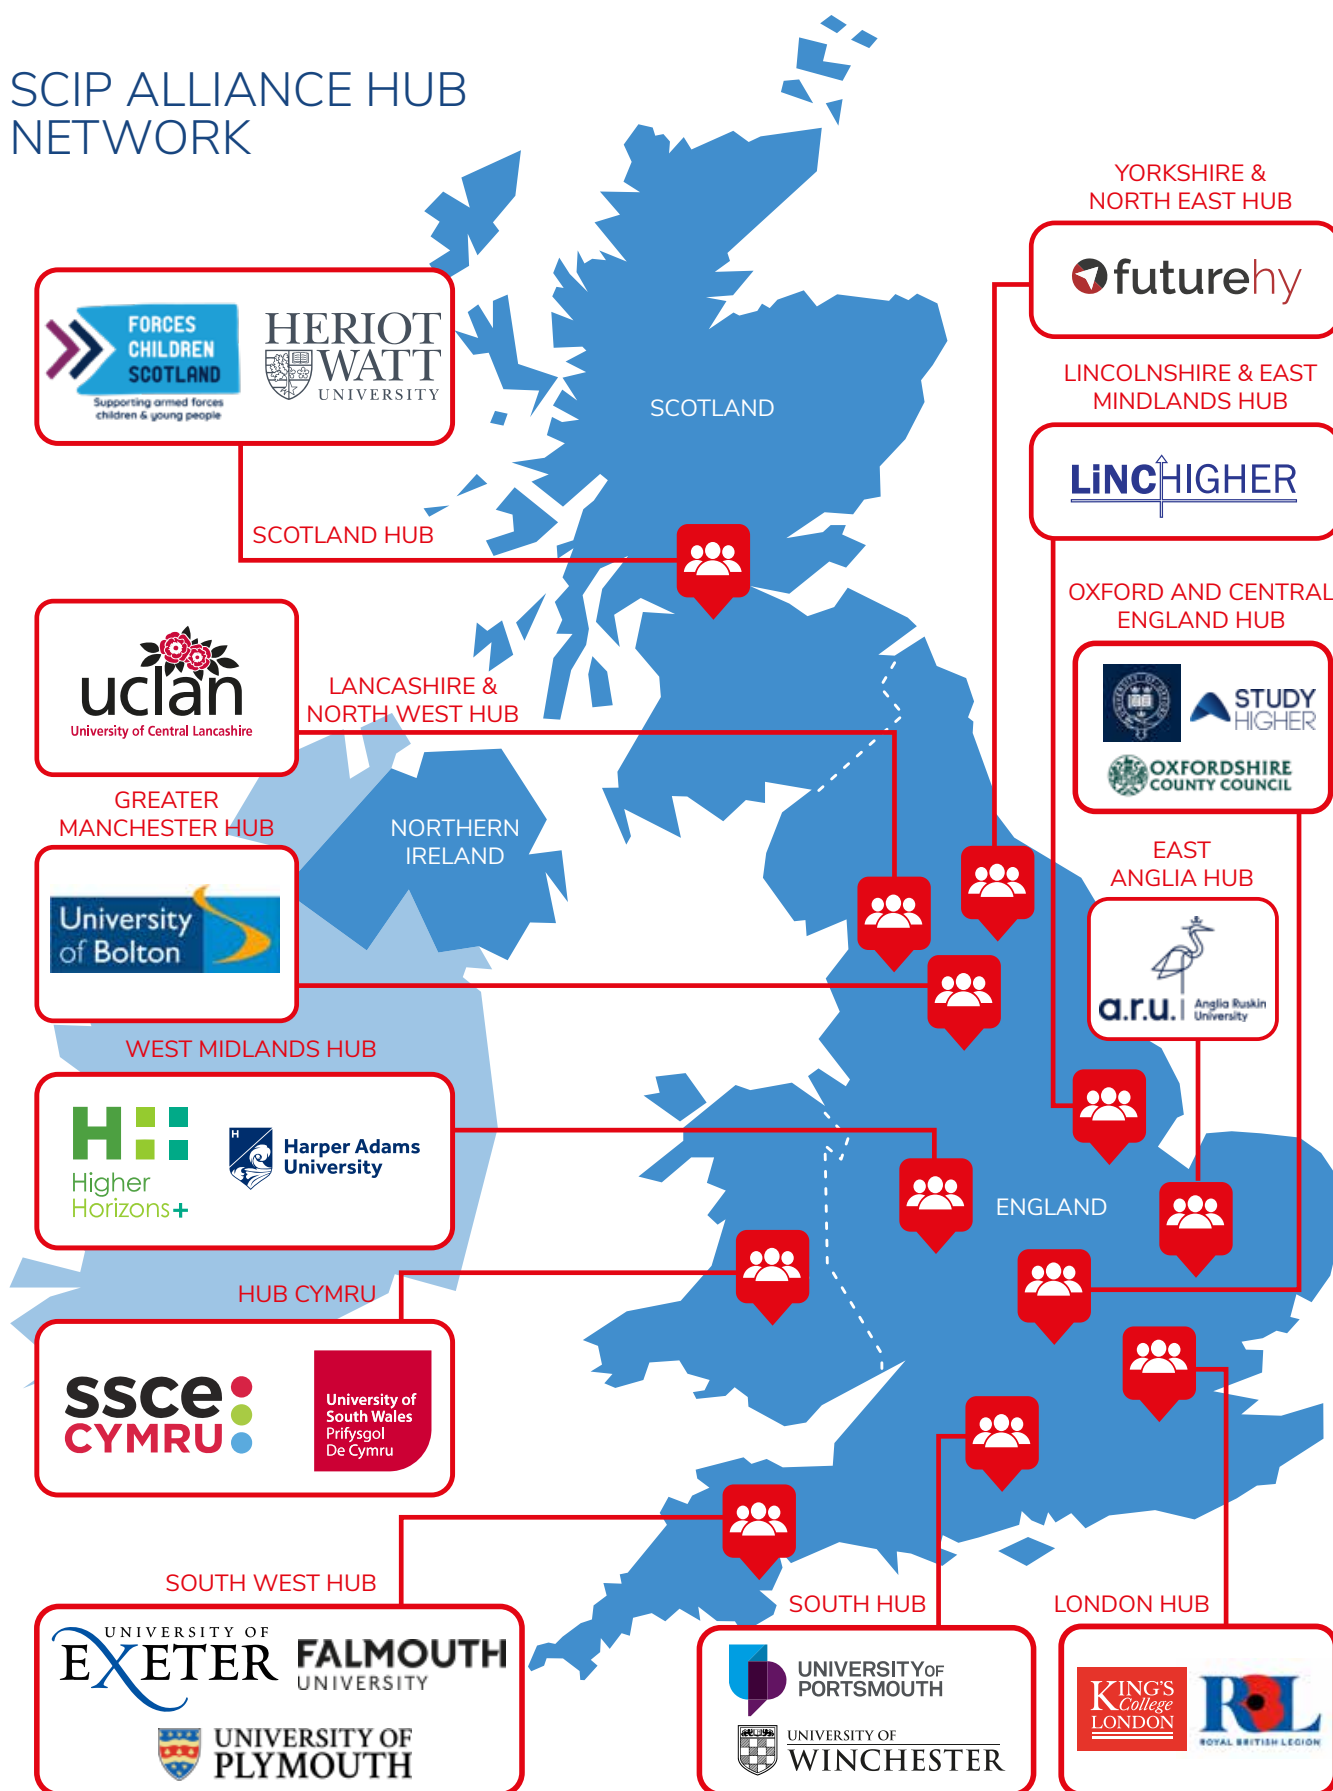 SCIP ALLIANCE HUB
NETWORK
YORKSHIRE &
NORTH EAST HUB
futurehy
FORCES
CHILDREN
SCOTLAND
Supporting armed forces
children & young people
HERIOT
WATT
UNIVERSITY
SCOTLAND
LINCOLNSHIRE & EAST
MINDLANDS HUB
LiNCHIGHER
SCOTLAND HUB
OXFORD AND CENTRAL
ENGLAND HUB
STUDY
HIGHER
OXFORDSHIRE
COUNTY COUNCIL
uclan
University of Central Lancashire
LANCASHIRE &
NORTH WEST HUB
GREATER
MANCHESTER HUB
University
of Bolton
NORTHERN
IRELAND
EAST
ANGLIA HUB
a.r.u.
Anglia Ruskin
University
WEST MIDLANDS HUB
H
Higher
Horizons+
H
Harper Adams
University
ENGLAND
HUB CYMRU
ssce
CYMRU
University of
South Wales
Prifysgol
De Cymru
SOUTH WEST HUB
UNIVERSITY OF
EXETER
FALMOUTH
UNIVERSITY
UNIVERSITY OF
PLYMOUTH
SOUTH HUB
UNIVERSITY OF
PORTSMOUTH
UNIVERSITY OF
WINCHESTER
LONDON HUB
KING'S
College
LONDON
RBL
ROYAL BRITISH LEGION